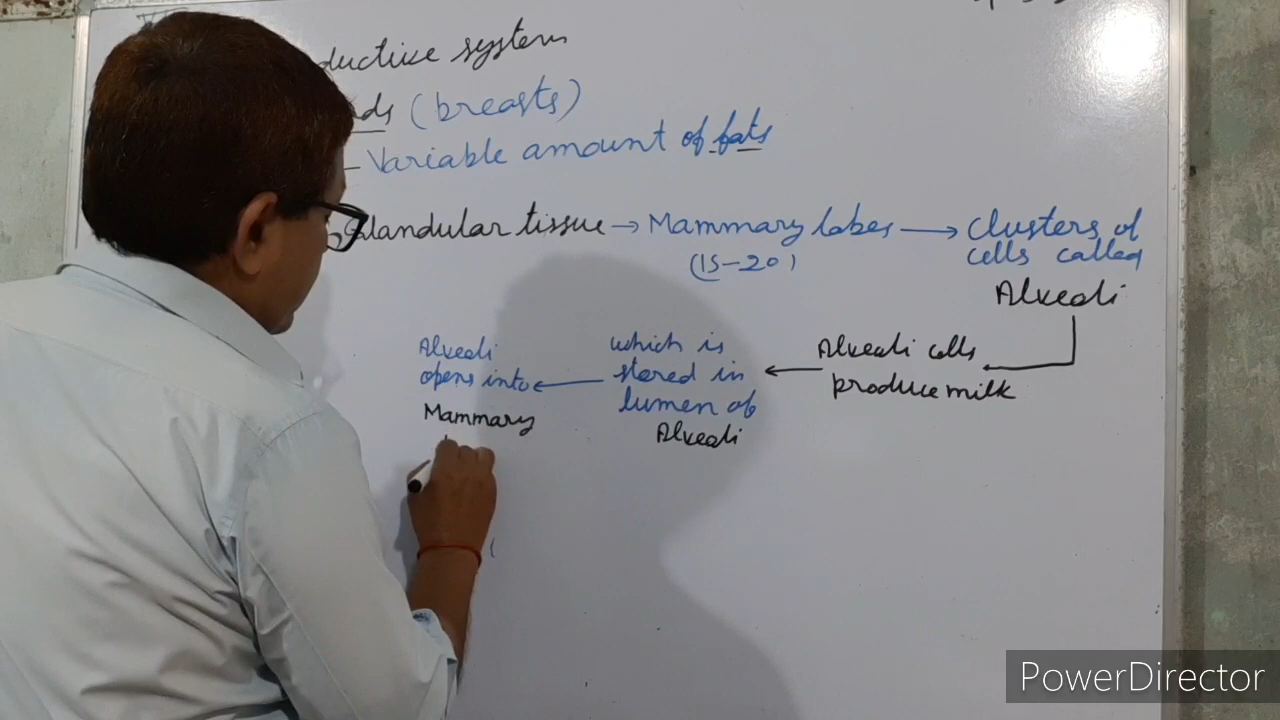 ductive system
nds (breasts)
- Variable amount of fats
Glandular tissue → Mammary lobes → Clusters of
cells called
(15-20)
Alveoli
Alveoli cells
produce milk
which is
stored in
lumen of
Alveoli
Alveoli
opens into
Mammary
PowerDirector